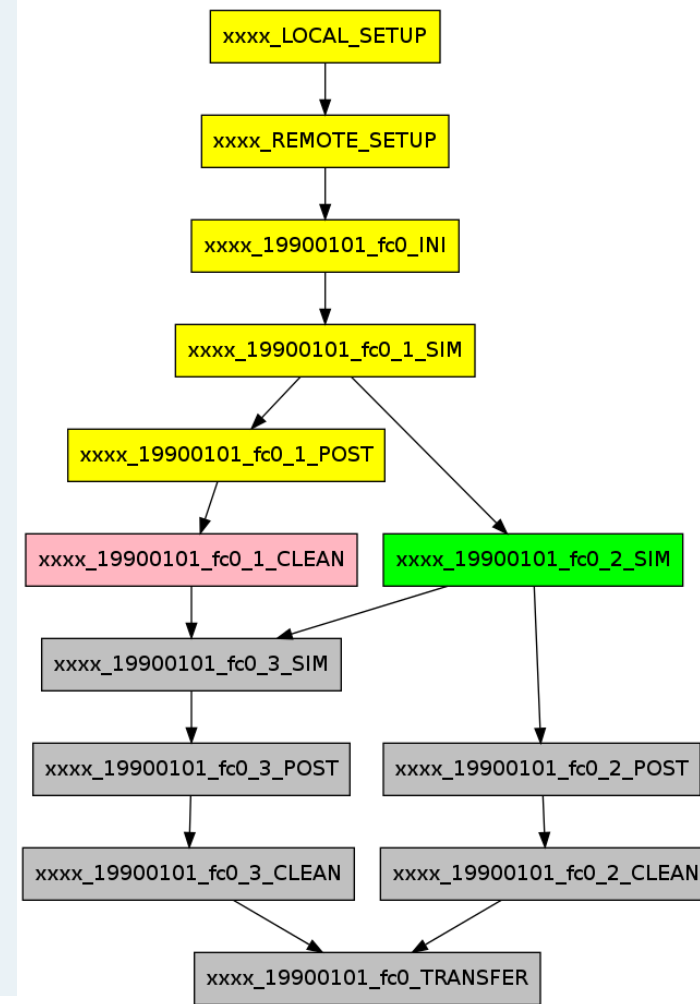 xxxx_LOCAL_SETUP
xxxx_REMOTE_SETUP
xxxx_19900101_fc0_INI
xxxx_19900101_fc0_1_SIM
xxxx_19900101_fc0_1_POST
xxxx_19900101_fc0_1_CLEAN
xxxx_19900101_fc0_2_SIM
xxxx_19900101_fc0_3_SIM
xxxx_19900101_fc0_3_POST
xxxx_19900101_fc0_2_POST
xxxx_19900101_fc0_3_CLEAN
xxxx_19900101_fc0_2_CLEAN
xxxx_19900101_fc0_TRANSFER